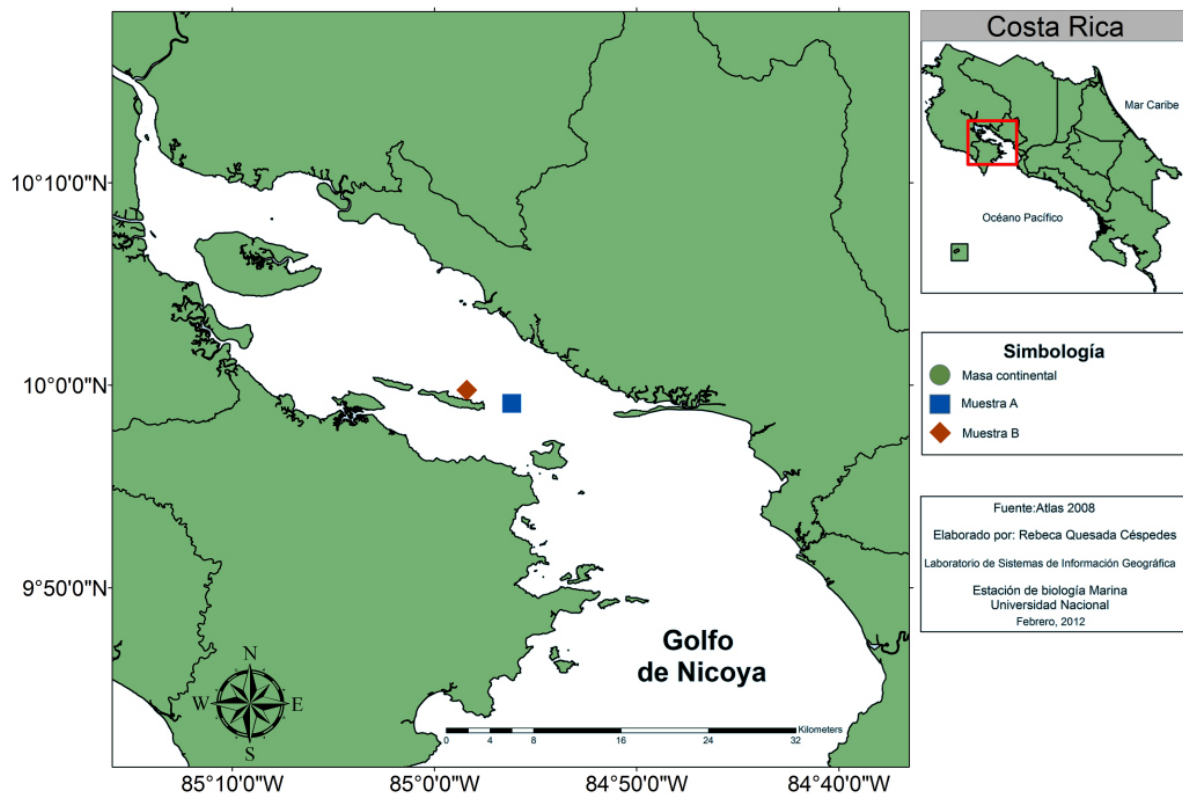 10°10'0"N
10°0'0"N
9°50'0"N
85°10'0"W
85°0'0"W
84°50'0"W
84°40'0"W
Golfo
de Nicoya
N
W
E
S
Kilometers
0 2 4 6 8 16 24 32
Costa Rica
Mar Caribe
Océano Pacífico
Simbología
Masa continental
Muestra A
Muestra B
Fuente:Atlas 2008
Elaborado por: Rebeca Quesada Céspedes
Laboratorio de Sistemas de Información Geográfica
Estación de biología Marina
Universidad Nacional
Febrero, 2012